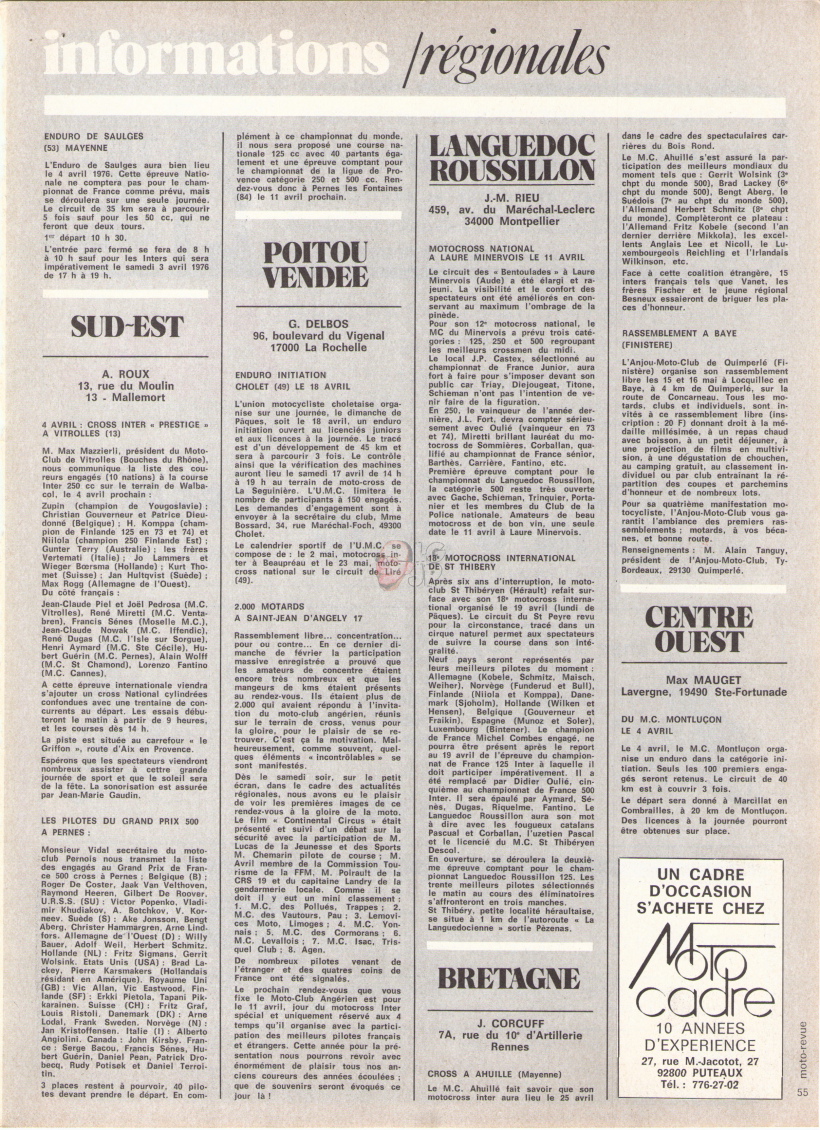 informations /régionales
ENDURO DE SAULGES
(53) MAYENNE
L'Enduro de Saulges aura bien lieu
le 4 avril 1976. Cette épreuve Natio-
nale ne comptera pas pour le cham-
pionnat de France comme prévu, mais
se déroulera sur une seule journée.
Le circuit de 35 km sera à parcourir
5 fois sauf pour les 50 cc, qui ne
feront que deux tours.
1er départ 10 h 30.
L'entrée parc fermé se fera de 8 h
à 10 h sauf pour les Inters qui sera
impérativement le samedi 3 avril 1976
de 17 h à 19 h.
SUD-EST
A. ROUX
13, rue du Moulin
13 - Mallemort
4 AVRIL : CROSS INTER « PRESTIGE »
A VITROLLES (13)
M. Max Mazzierli, président du Moto-
Club de Vitrolles (Bouches du Rhône),
nous communique la liste des cou-
reurs engagés (10 nations) à la course
Inter 250 cc sur le terrain de Walba-
col, le 4 avril prochain :
Zupin (champion de Yougoslavie) ;
Christian Gouverneur et Patrice Dieu-
donné (Belgique) ; H. Komppa (cham-
pion de Finlande 125 en 73 et 74) et
Niilola (champion 250 Finlande Est) ;
Gunter Terry (Australie) ; les frères
Vertemati (Italie) ; Jo Lammers et
Wieger Bœrsma (Hollande) ; Kurt Tho-
met (Suisse) ; Jan Hultqvist (Suède) ;
Max Rogg (Allemagne de l'Ouest).
Du côté français :
Jean-Claude Piel et Joël Pedrosa (M.C.
Vitrolles), René Miretti (M.C. Venta-
bren), Francis Sénes (Moselle M.C.),
Jean-Claude Nowak (M.C. Iffendic),
René Dugas (M.C. l'Isle sur Sorgue),
Henri Aymard (M.C. Ste Cécile), Hu-
bert Guérin (M.C. Pernes), Alain Wolff
(M.C. St Chamond), Lorenzo Fantino
(M.C. Cannes),
A cette épreuve internationale viendra
s'ajouter un cross National cylindrées
confondues avec une trentaine de con-
currents au départ. Les essais débu-
teront le matin à partir de 9 heures,
et les courses dès 14 h.
La piste est située au carrefour « le
Griffon », route d'Aix en Provence.
Espérons que les spectateurs viendront
nombreux assister à cettre grande
journée de sport et que le soleil sera
de la fête. La sonorisation est assurée
par Jean-Marie Gaudin.
LES PILOTES DU GRAND PRIX 500
A PERNES :
Monsieur Vidal secrétaire du moto-
club Pernois nous transmet la liste
des engagés au Grand Prix de Fran-
ce 500 cross à Pernes : Belgique (B) :
Roger De Coster, Jaak Van Velthoven,
Raymond Heeren, Gilbert De Roover.
U.R.S.S. (SU) : Victor Popenko, Vladi-
mir Khudiakov, A. Botchkov, V. Kor-
neev. Suède (S) : Ake Jonsson, Bengt
Aberg, Christer Hammargren, Arne Lind-
fors. Allemagne de l'Ouest (D) : Willy
Bauer, Adolf Weil, Herbert Schmitz.
Hollande (NL) : Fritz Sigmans, Gerrit
Wolsink. Etats Unis (USA) : Brad La-
ckey, Pierre Karsmakers (Hollandais
résidant en Amérique). Royaume Uni
(GB) : Vic Allan, Vic Eastwood. Fin-
lande (SF) : Erkki Pietola, Tapani Pik-
karainen. Suisse (CH) : Fritz Graf,
Louis Ristoli, Danemark (DK) : Arne
Lodal, Frank Sweden. Norvège (N) :
Jan Kristoffensen. Italie (I) : Alberto
Angiolini. Canada : John Kirsby. Fran-
ce : Serge Bacou, Francis Sénes, Hu-
bert Guérin, Daniel Pean, Patrick Dro-
becq, Rudy Potisek et Daniel Terroi-
tin.
3 places restent à pourvoir, 40 pilo-
tes devant prendre le départ. En com-
plément à ce championnat du monde,
il nous sera proposé une course na-
tionale 125 cc avec 40 partants éga-
lement et une épreuve comptant pour
le championnat de la ligue de Pro-
vence catégorie 250 et 500 cc. Ren-
dez-vous donc à Pernes les Fontaines
(84) le 11 avril prochain.
POITOU
VENDEE
G. DELBOS
96, boulevard du Vigenal
17000 La Rochelle
ENDURO INITIATION
CHOLET (49) LE 18 AVRIL
L'union motocycliste choletaise orga-
nise sur une journée, le dimanche de
Pâques, soit le 18 avril, un enduro
initiation ouvert au licenciés juniors
et aux licences à la journée. Le tracé
est d'un développement de 45 km et
sera à parcourir 3 fois. Le contrôle
ainsi que la vérification des machines
auront lieu le samedi 17 avril de 14 h
à 19 h au terrain de moto-cross de
La Seguinière. L'U.M.C. limitera le
nombre de participants à 150 engagés.
Les demandes d'engagement sont à
envoyer à la secrétaire du club, Mme
Bossard, 34, rue Maréchal-Foch, 49300
Cholet.
Le calendrier sportif de l'U.M.C. se
compose de : le 2 mai, motocross in-
ter à Beaupréau et le 23 mai, moto-
cross national sur le circuit de Liré
(49).
2.000 MOTARDS
A SAINT-JEAN D'ANGELY 17
Rassemblement libre... concentration...
pour ou contre... En ce dernier di-
manche de février la participation
massive enregistrée a prouvé que
les amateurs de concentre étaient
encore très nombreux et que les
mangeurs de kms étaient présents
au rendez-vous. Ils étaient plus de
2.000 qui avaient répondu à l'invita-
tion du moto-club angérien, réunis
sur le terrain de cross, venus pour
la gloire, pour le plaisir de se re-
trouver. C'est ça la motivation. Mal-
heureusement, comme souvent, quel-
ques éléments « incontrôlables » se
sont manifestés.
Dès le samedi soir, sur le petit
écran, dans le cadre des actualités
régionales, nous avons eu le plaisir
de voir les premières images de ce
rendez-vous à la gloire de la moto.
Le film « Continental Circus » était
présenté et suivi d'un débat sur la
sécurité avec la participation de M.
Lucas de la Jeunesse et des Sports
M. Chemarin pilote de course ; M.
Avril membre de la Commission Tou-
risme de la FFM. M. Poirault de la
CRS 19 et du capitaine Landry de la
gendarmerie locale. Comme il se
doit il y eut un mini classement :
1. M.C. des Pollués, Trappes ; 2.
M.C. des Vautours, Pau ; 3. Lemovi-
ces Moto, Limoges ; 4. M.C. Yon-
nais ; 5. M.C. des Cormorans ; 6.
M.C. Levallois ; 7. M.C. Isac, Tris-
quel Club ; 8. Agen.
De nombreux pilotes venant de
l'étranger et des quatres coins de
France ont été signalés.
Le prochain rendez-vous que vous
fixe le Moto-Club Angérien est pour
le 11 avril, jour du motocross Inter
spécial et uniquement réservé aux 4
temps qu'il organise avec la partici-
pation des meilleurs pilotes français
et étrangers. Cette année pour la pré-
sentation nous pourrons revoir avec
énormément de plaisir tous nos an-
ciens coureurs des années écoulées ;
que de souvenirs seront évoqués ce
jour là !
LANGUEDOC
ROUSSILLON
J.-M. RIEU
459, av. du Maréchal-Leclerc
34000 Montpellier
MOTOCROSS NATIONAL
A LAURE MINERVOIS LE 11 AVRIL
Le circuit des « Bentoulades » à Laure
Minervois (Aude) a été élargi et ra-
jeuni. La visibilité et le confort des
spectateurs ont été améliorés en con-
servant au maximum l'ombrage de la
pinède.
Pour son 12e motocross national, le
MC du Minervois a prévu trois caté-
gories : 125, 250 et 500 regroupant
les meilleurs crossmen du midi.
Le local J.P. Castex, sélectionné au
championnat de France Junior, aura
fort à faire pour s'imposer devant son
public car Triay, Diejougeat, Titone,
Schieman n'ont pas l'intention de ve-
nir faire de la figuration.
En 250, le vainqueur de l'année der-
nière, J.L. Fort, devra compter sérieu-
sement avec Oulié (vainqueur en 73
et 74). Miretti brillant lauréat du mo-
tocross de Sommières, Corballan, qua-
lifié au championnat de France sénior,
Barthès, Carrière, Fantino, etc.
Première épreuve comptant pour le
championnat du Languedoc Roussillon,
la catégorie 500 reste très ouverte
avec Gache, Schieman, Tringuier, Porta-
nier et les membres du Club de la
Police nationale. Amateurs de beau
motocross et de bon vin, une seule
date le 11 avril à Laure Minervois.
18e MOTOCROSS INTERNATIONAL
DE ST THIBERY
Après six ans d'interruption, le moto-
club St Thibéryen (Hérault) refait sur-
face avec son 18e motocross interna-
tional organisé le 19 avril (lundi de
Pâques). Le circuit du St Peyre revu
pour la circonstance, tracé dans un
cirque naturel permet aux spectateurs
de suivre la course dans son inté-
gralité.
Neuf pays seront représentés par
leurs meilleurs pilotes du moment :
Allemagne (Kobele, Schmitz, Maisch,
Weiher), Norvège (Funderud et Bull),
Finlande (Niilola et Komppa), Dane-
mark (Sjoholm), Hollande (Wilken et
Hensen), Belgique (Gouverneur et
Fraikin), Espagne (Munoz et Soler),
Luxembourg (Bintener). Le champion
de France Michel Combes engagé, ne
pourra être présent après le report
au 19 avril de l'épreuve du champion-
nat de France 125 Inter à laquelle il
doit participer impérativement. Il a
été remplacé par Didier Oulié, cin-
quième au championnat de France 500
Inter. Il sera épaulé par Aymard, Sé-
nès, Dugas, Riquelme, Fantino. Le
Languedoc Roussillon aura son mot
à dire avec les fougueux catalans
Pascual et Corballan, l'uzetien Pascal
et le licencié du M.C. St Thibéryen
Descol.
En ouverture, se déroulera la deuxiè-
me épreuve comptant pour le cham-
pionnat Languedoc Roussillon 125. Les
trente meilleurs pilotes sélectionnés
le matin au cours des éliminatoires
s'affronteront en trois manches.
St Thibéry, petite localité héraultaise,
se situe à 1 km de l'autoroute « La
Languedocienne » sortie Pézenas.
BRETAGNE
J. CORCUFF
7A, rue du 10e d'Artillerie
Rennes
CROSS A AHUILLE (Mayenne)
Le M.C. Ahuillé fait savoir que son
motocross inter aura lieu le 25 avril
dans le cadre des spectaculaires car-
rières du Bois Rond.
Le M.C. Ahuillé s'est assuré la par-
ticipation des meilleurs mondiaux du
moment tels que : Gerrit Wolsink (3e
chpt du monde 500), Brad Lackey (6e
chpt du monde 500), Bengt Aberg, le
Suédois (7e au chpt du monde 500),
l'Allemand Herbert Schmitz (8e chpt
du monde). Complèteront ce plateau :
l'Allemand Fritz Kobele (second l'an
dernier derrière Mikkola), les excel-
lents Anglais Lee et Nicoll, le Lu-
xembourgeois Reichling et l'Irlandais
Wilkinson, etc.
Face à cette coalition étrangère, 15
inters français tels que Vanet, les
frères Fischer et le jeune régional
Besneux essaieront de briguer les pla-
ces d'honneur.
RASSEMBLEMENT A BAYE
(FINISTERE)
L'Anjou-Moto-Club de Quimperlé (Fi-
nistère) organise son rassemblement
libre les 15 et 16 mai à Locquillec en
Baye, à 4 km de Quimperlé, sur la
route de Concarneau. Tous les mo-
tards, clubs et individuels, sont in-
vités à ce rassemblement libre (ins-
cription : 20 F) donnant droit à la mé-
daille millésimée, à un repas chaud
avec boisson, à un petit déjeuner, à
une projection de films en multivi-
sion, à une dégustation de chouchen,
au camping gratuit, au classement in-
dividuel ou par club entrainant la ré-
partition des coupes et parchemins
d'honneur et de nombreux lots.
Pour sa quatrième manifestation mo-
tocycliste, l'Anjou-Moto-Club vous ga-
rantit l'ambiance des premiers ras-
semblements : motards, à vos béca-
nes, et bonne route.
Renseignements : M. Alain Tanguy,
président de l'Anjou-Moto-Club, Ty-
Bordeaux, 29130 Quimperlé.
CENTRE
OUEST
Max MAUGET
Lavergne, 19490 Ste-Fortunade
DU M.C. MONTLUÇON
LE 4 AVRIL
Le 4 avril, le M.C. Montluçon orga-
nise un enduro dans la catégorie ini-
tiation. Seuls les 100 premiers enga-
gés seront retenus. Le circuit de 40
km est à couvrir 3 fois.
Le départ sera donné à Marcillat en
Combrailles, à 20 km de Montluçon.
Des licences à la journée pourront
être obtenues sur place.
UN CADRE
D'OCCASION
S'ACHETE CHEZ
Moto
cadre
10 ANNEES
D'EXPERIENCE
27, rue M.-Jacotot, 27
92800 PUTEAUX
Tél. : 776-27-02
moto-revue
55